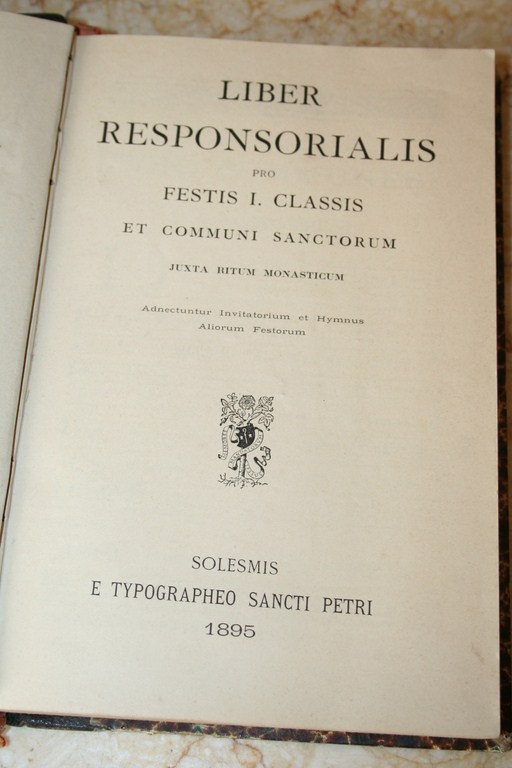 LIBER
RESPONSORIALIS
PRO
FESTIS I. CLASSIS
ET COMMUNI SANCTORUM
JUXTA RITUM MONASTICUM
Adnectuntur Invitatorium et Hymnus
Aliorum Festorum
SOLESMIS
E TYPOGRAPHEO SANCTI PETRI
1895